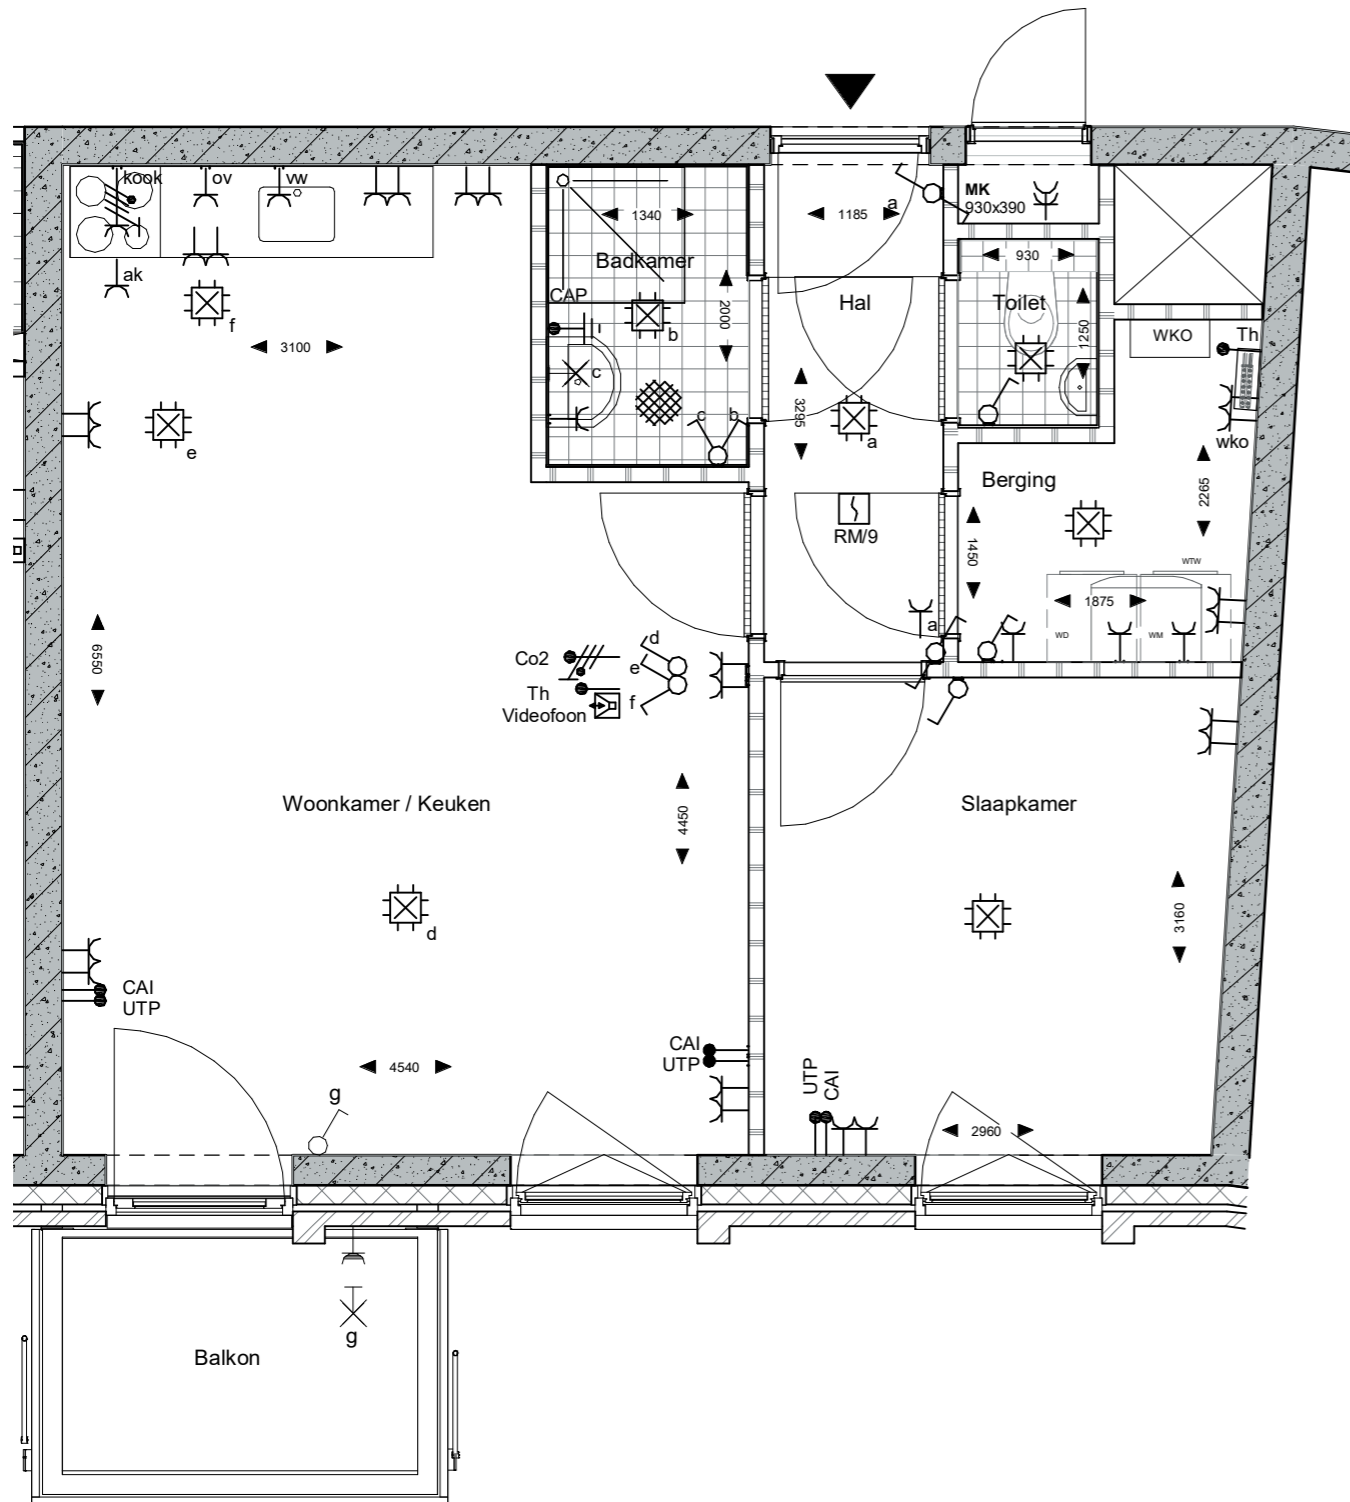 kook
ov
vw
MK
930x390
a
1340
1185
930
Badkamer
Hal
Toilet
CAP
2000
1250
ak
f
b
WKO
Th
3100
c
3295
c
b
a
wko
e
Berging
2265
RM/9
1450
WTW
1875
WD
WM
a
6550
Co2
d
e
Th
f
Videofoon
Woonkamer / Keuken
4450
Slaapkamer
d
3160
CAI
UTP
CAI
UTP
UTP
CAI
4540
g
2960
g
Balkon